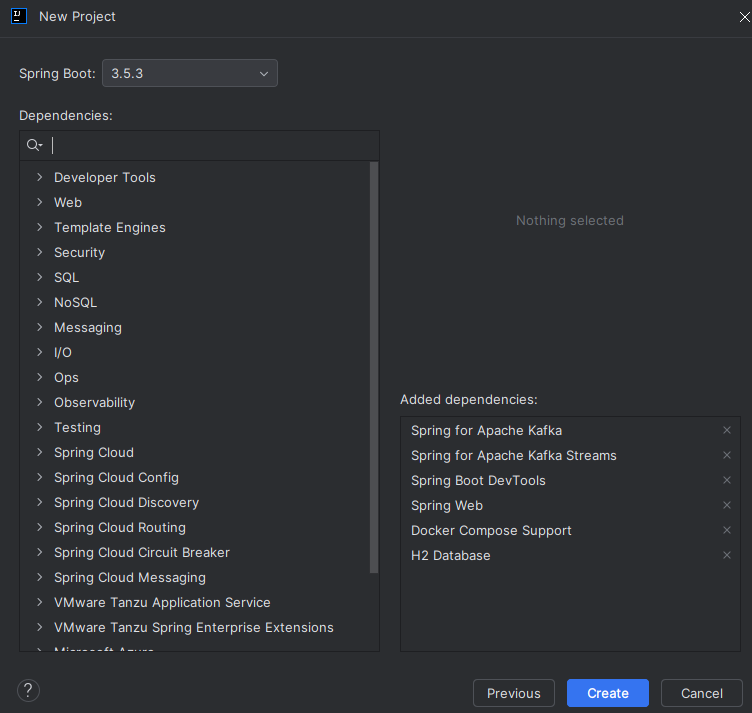 New Project
Spring Boot: 3.5.3
Dependencies:
Developer Tools
Web
Template Engines
Security
SQL
NoSQL
Messaging
I/O
Ops
Observability
Testing
Spring Cloud
Spring Cloud Config
Spring Cloud Discovery
Spring Cloud Routing
Spring Cloud Circuit Breaker
Spring Cloud Messaging
VMware Tanzu Application Service
VMware Tanzu Spring Enterprise Extensions
Microsoft Azure
Nothing selected
Added dependencies:
Spring for Apache Kafka
Spring for Apache Kafka Streams
Spring Boot DevTools
Spring Web
Docker Compose Support
H2 Database
?
Previous
Create
Cancel